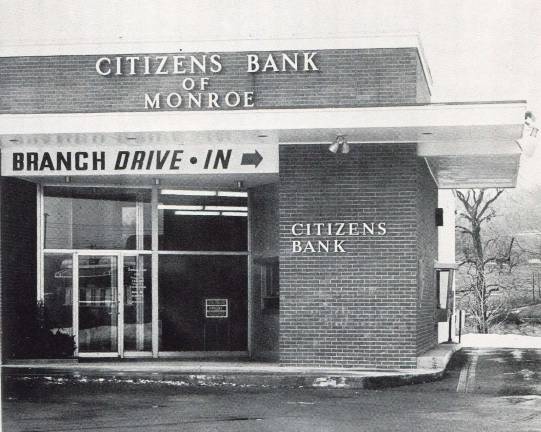 CITIZENS BANK
OF
MONROE
BRANCH DRIVE • IN →
CITIZENS
BANK